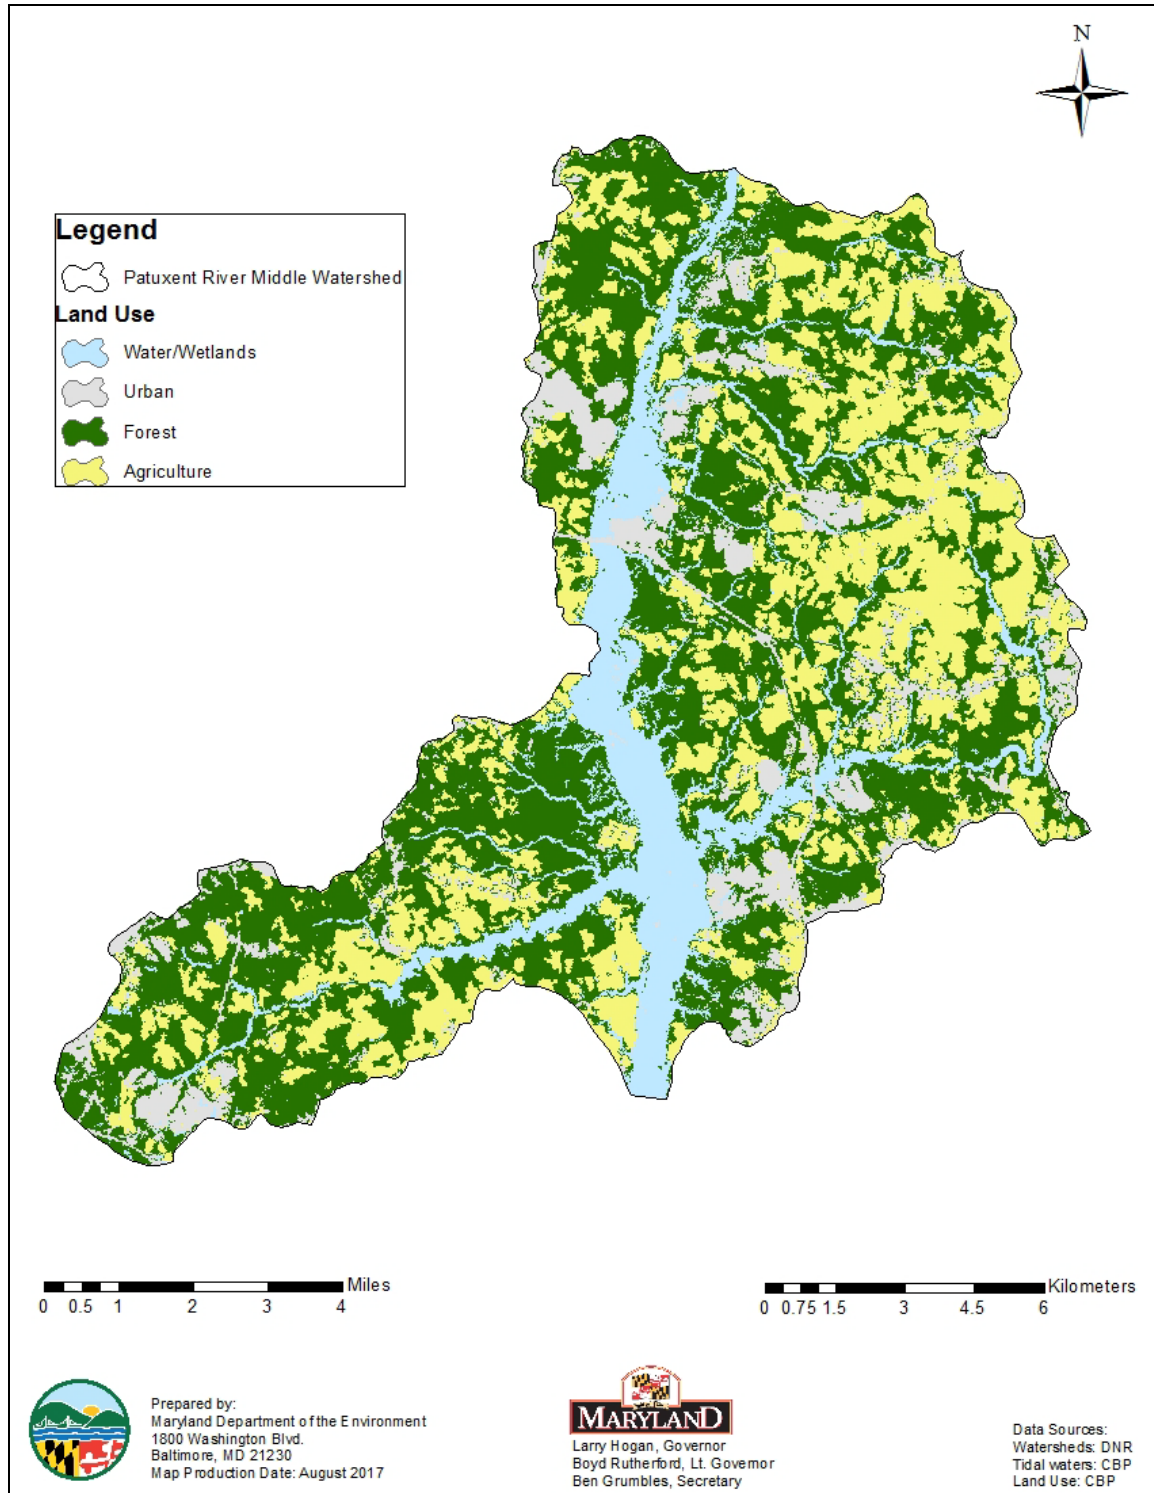 N
Legend
Patuxent River Middle Watershed
Land Use
Water/Wetlands
Urban
Forest
Agriculture
Miles
0 0.5 1 2 3 4
Kilometers
0 0.75 1.5 3 4.5 6
Prepared by:
Maryland Department of the Environment
1800 Washington Blvd.
Baltimore, MD 21230
Map Production Date: August 2017
MARYLAND
Larry Hogan, Governor
Boyd Rutherford, Lt. Governor
Ben Grumbles, Secretary
Data Sources:
Watersheds: DNR
Tidal waters: CBP
Land Use: CBP